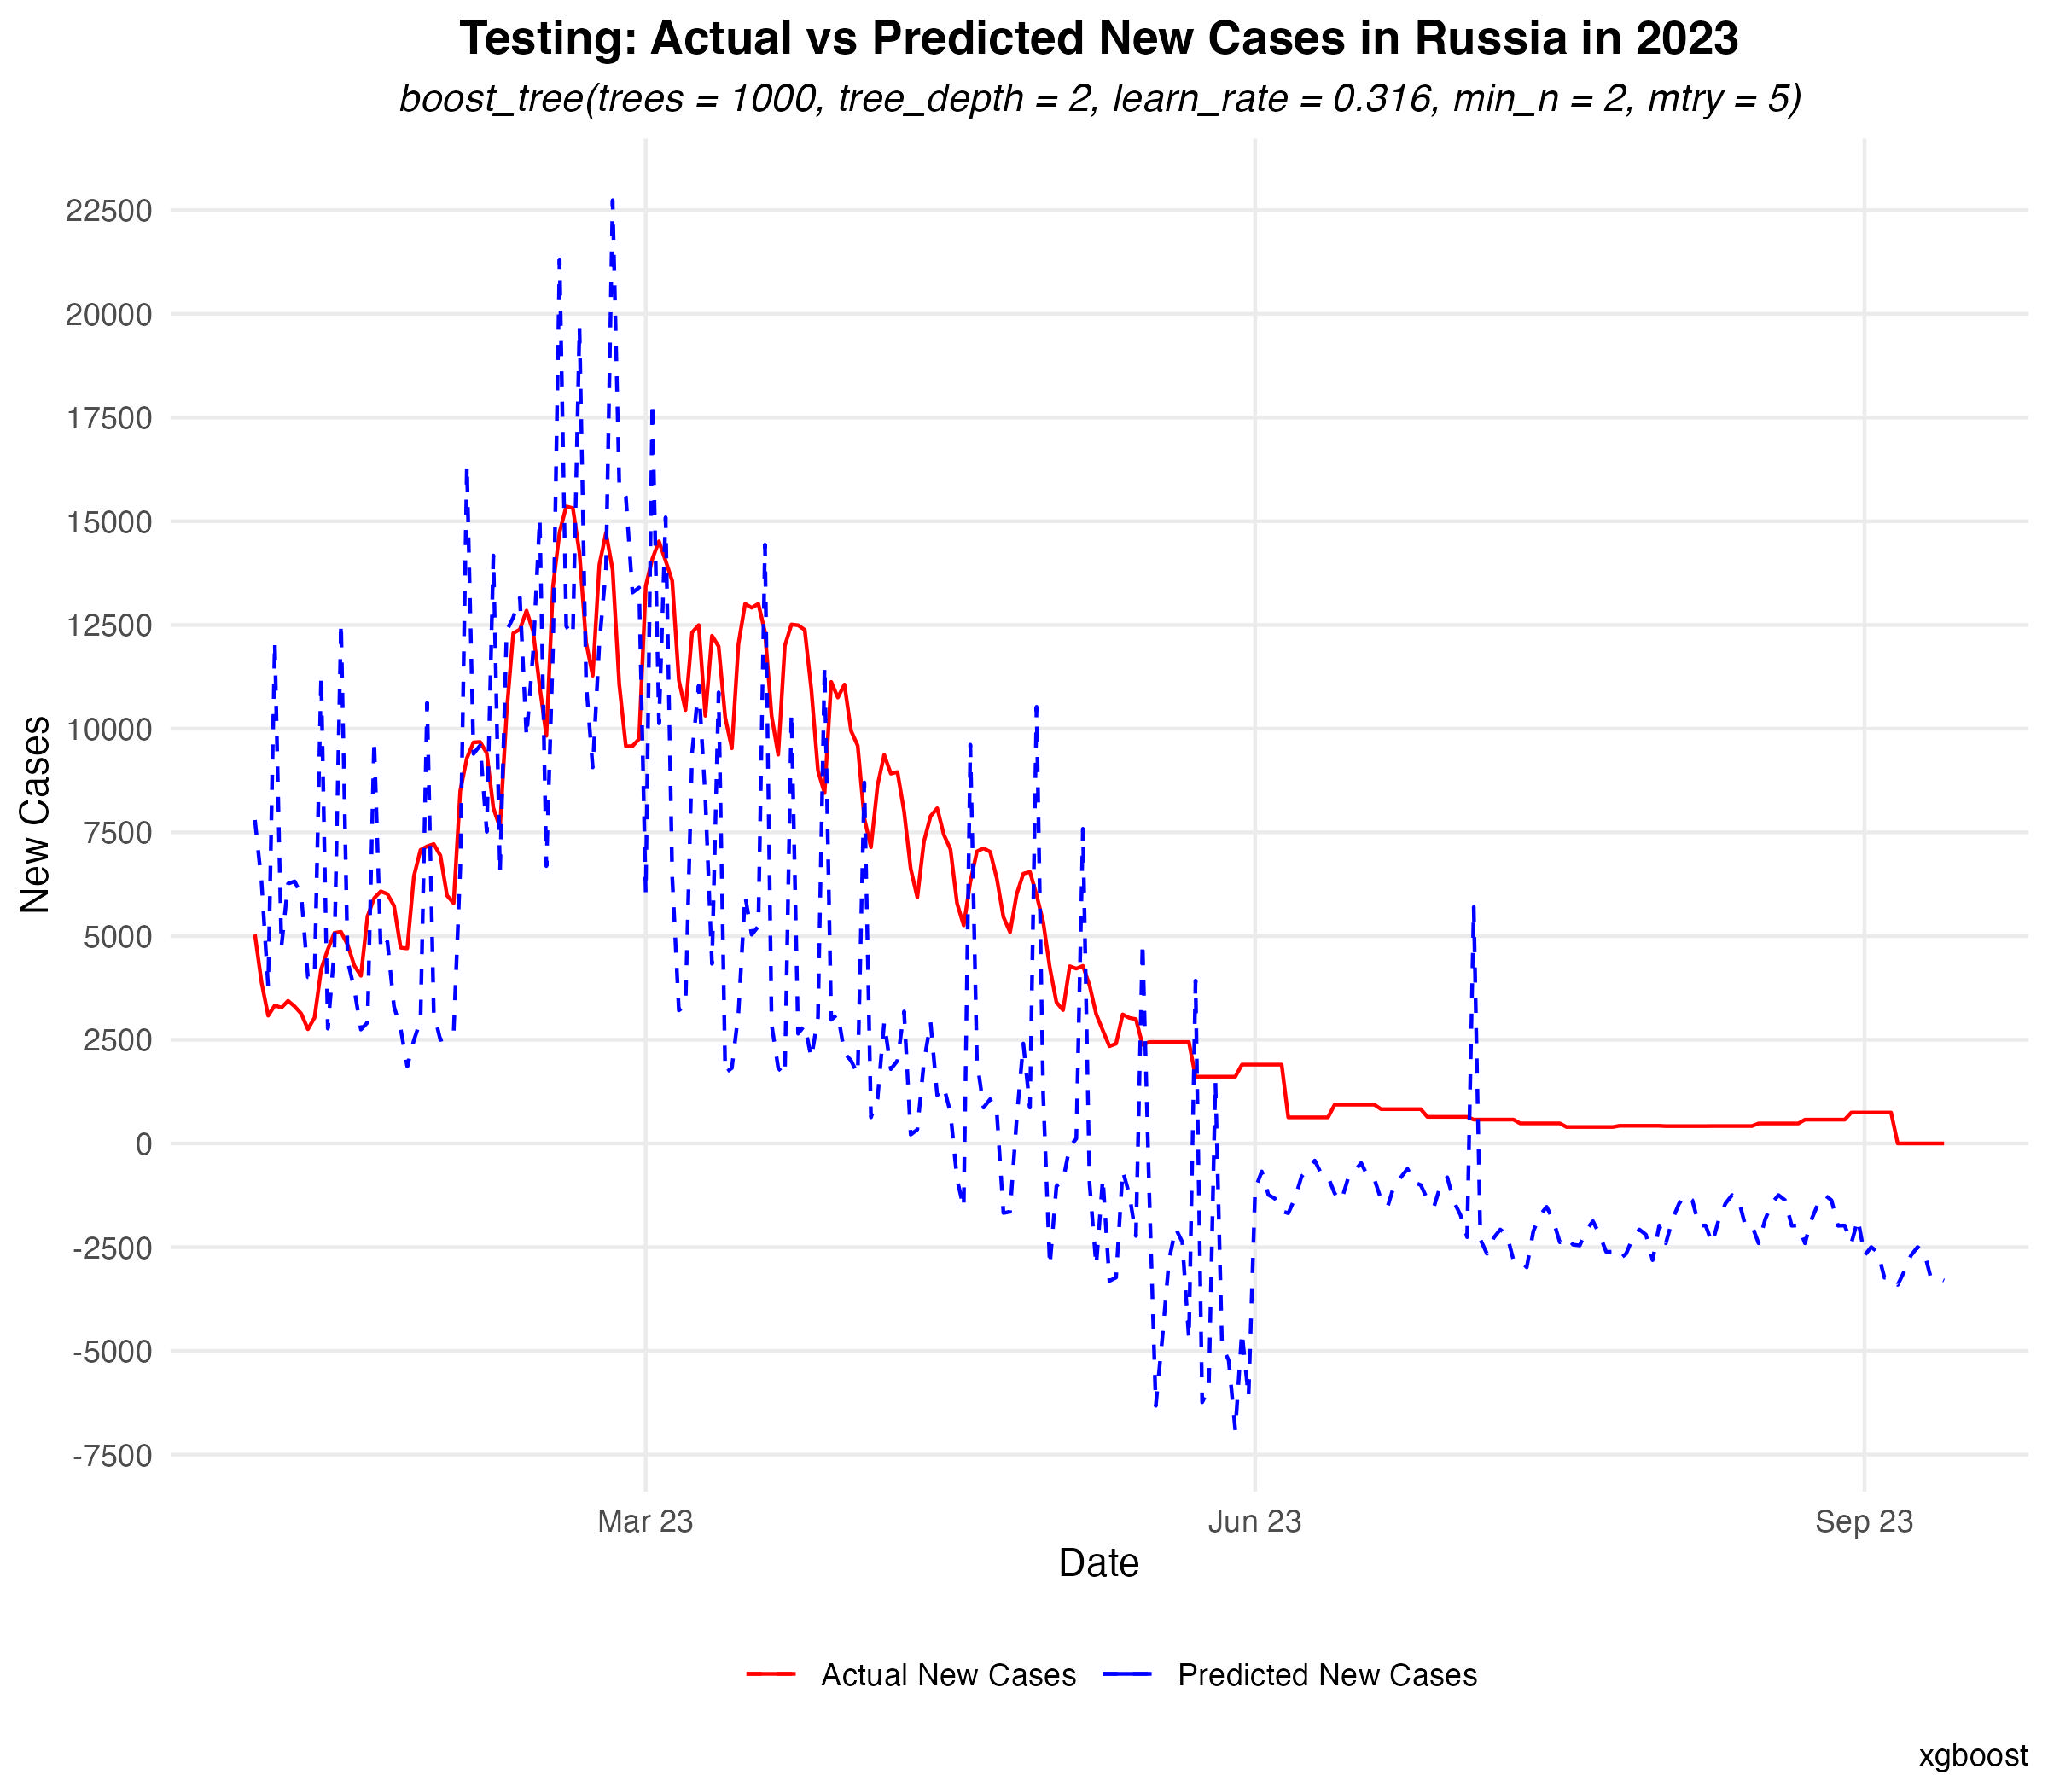 Testing: Actual vs Predicted New Cases in Russia in 2023
boost_tree(trees = 1000, tree_depth = 2, learn_rate = 0.316, min_n = 2, mtry = 5)
New Cases
22500
20000
17500
15000
12500
10000
7500
5000
2500
0
-2500
-5000
-7500
Mar 23 Jun 23 Sep 23
Date
Actual New Cases Predicted New Cases
xgboost